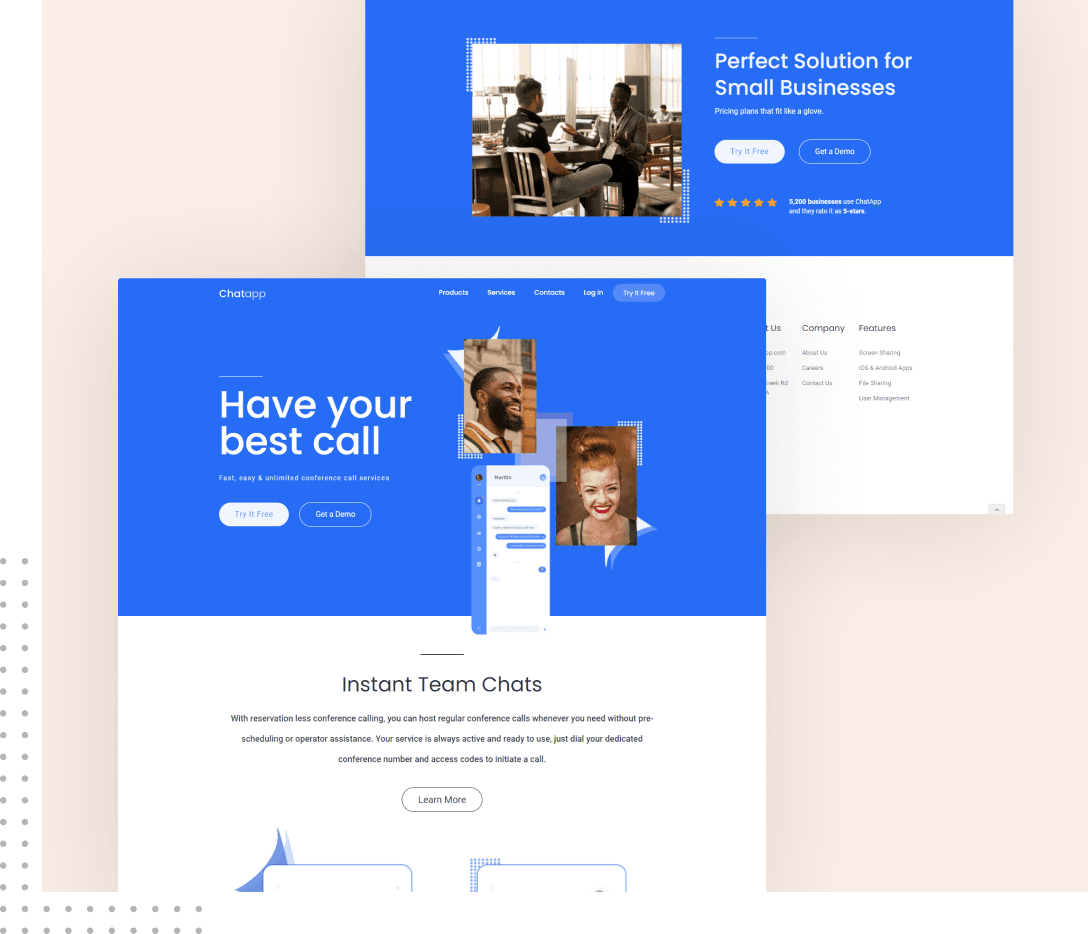 Perfect Solution for
Small Businesses
Pricing plans that fit like a glove.
Try It Free
Get a Demo
5,200 businesses use ChatApp
and they rate it as 5-stars.
t Us
Company
Features
op.com
About Us
Screen Sharing
00
Careers
iOS & Android Apps
Creek Rd
Contact Us
File Sharing
User Management
Chatapp
Products
Services
Contacts
Log in
Try It Free
Have your
best call
Fast, easy & unlimited conference call services
Try It Free
Get a Demo
Instant Team Chats
With reservation less conference calling, you can host regular conference calls whenever you need without pre-
scheduling or operator assistance. Your service is always active and ready to use, just dial your dedicated
conference number and access codes to initiate a call.
Learn More